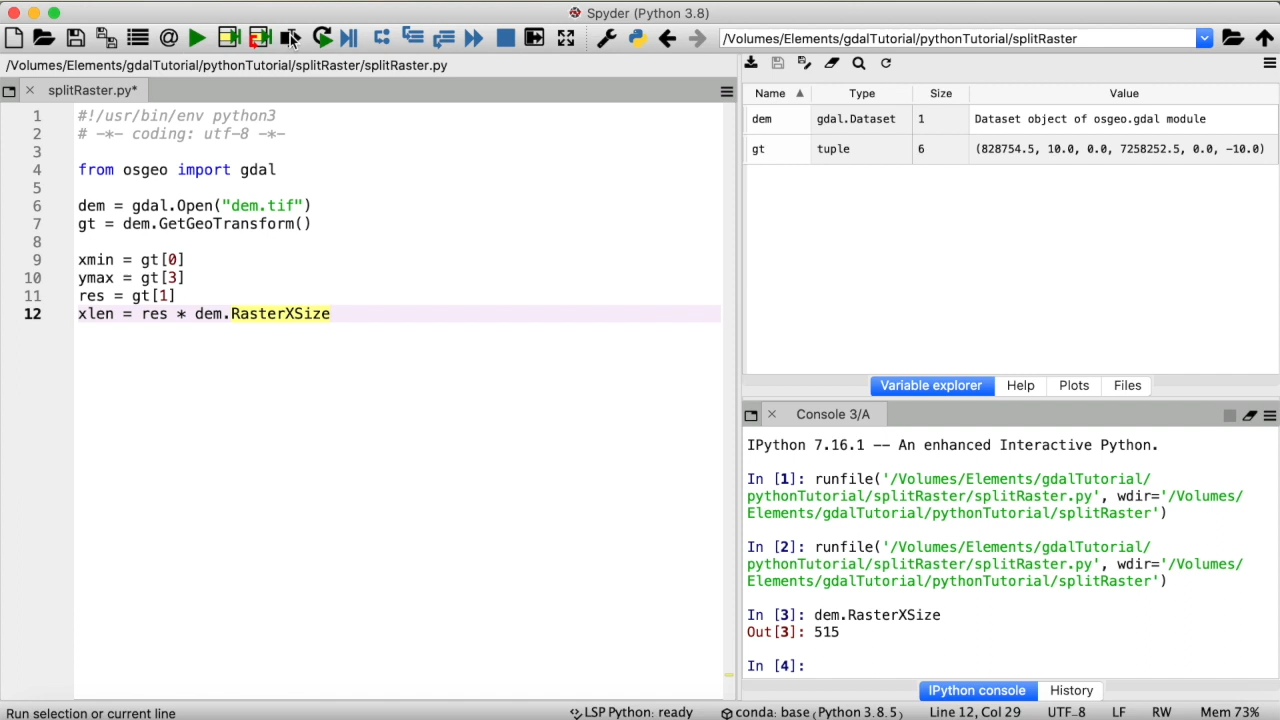 Spyder (Python 3.8)
/Volumes/Elements/gdalTutorial/pythonTutorial/splitRaster
/Volumes/Elements/gdalTutorial/pythonTutorial/splitRaster/splitRaster.py
splitRaster.py*
1 #!/usr/bin/env python3
2 # -*- coding: utf-8 -*-
3
4 from osgeo import gdal
5
6 dem = gdal.Open("dem.tif")
7 gt = dem.GetGeoTransform()
8
9 xmin = gt[0]
10 ymax = gt[3]
11 res = gt[1]
12 xlen = res * dem.RasterXSize
Name Type Size Value
dem gdal.Dataset 1 Dataset object of osgeo.gdal module
gt tuple 6 (828754.5, 10.0, 0.0, 7258252.5, 0.0, -10.0)
Variable explorer Help Plots Files
Console 3/A
IPython 7.16.1 -- An enhanced Interactive Python.
In [1]: runfile('/Volumes/Elements/gdalTutorial/
pythonTutorial/splitRaster/splitRaster.py', wdir='/Volumes/
Elements/gdalTutorial/pythonTutorial/splitRaster')
In [2]: runfile('/Volumes/Elements/gdalTutorial/
pythonTutorial/splitRaster/splitRaster.py', wdir='/Volumes/
Elements/gdalTutorial/pythonTutorial/splitRaster')
In [3]: dem.RasterXSize
Out[3]: 515
In [4]:
IPython console History
Run selection or current line LSP Python: ready conda: base (Python 3.8.5) Line 12, Col 29 UTF-8 LF RW Mem 73%